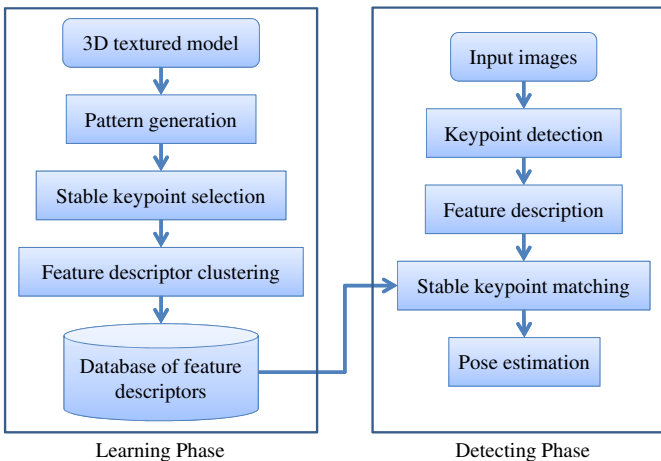 3D textured model
Pattern generation
Stable keypoint selection
Feature descriptor clustering
Database of feature
descriptors
Learning Phase
Input images
Keypoint detection
Feature description
Stable keypoint matching
Pose estimation
Detecting Phase